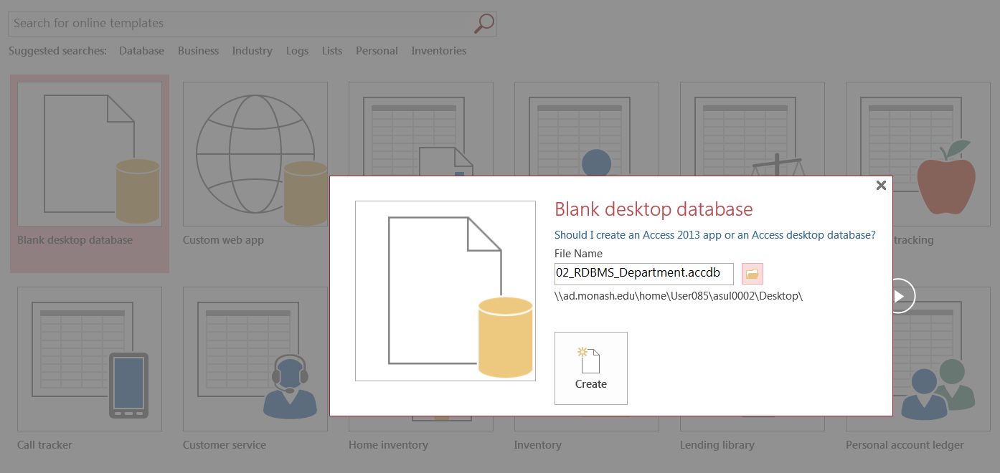 Search for online templates
Suggested searches: Database Business Industry Logs Lists Personal Inventories
Blank desktop database
Custom web app
tracking
Blank desktop database
Should I create an Access 2013 app or an Access desktop database?
File Name
02_RDBMS_Department.accdb
\\ad.monash.edu\home\User085\asul0002\Desktop\
Create
Call tracker
Customer service
Home inventory
Inventory
Lending library
Personal account ledger